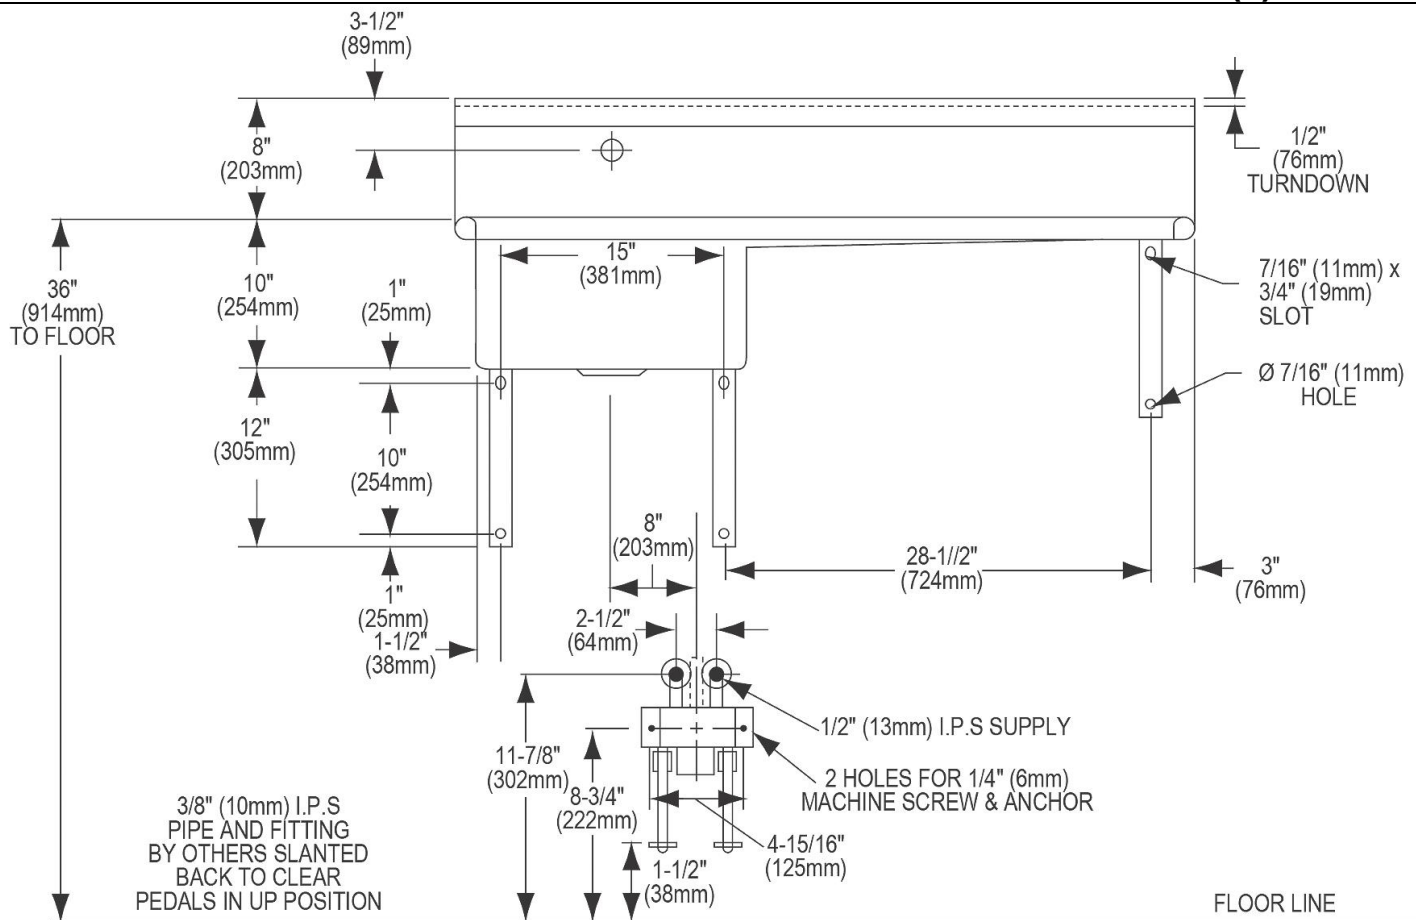 3-1/2"
(89mm)
8"
(203mm)
1/2"
(76mm)
TURNDOWN
15"
(381mm)
36"
(914mm)
TO FLOOR
10"
(254mm)
1"
(25mm)
7/16" (11mm) x
3/4" (19mm)
SLOT
Ø 7/16" (11mm)
HOLE
12"
(305mm)
10"
(254mm)
8"
(203mm)
28-1//2"
(724mm)
3"
(76mm)
1"
(25mm)
1-1/2"
(38mm)
2-1/2"
(64mm)
1/2" (13mm) I.P.S SUPPLY
11-7/8"
(302mm)
2 HOLES FOR 1/4" (6mm)
MACHINE SCREW & ANCHOR
8-3/4"
(222mm)
4-15/16"
(125mm)
1-1/2"
(38mm)
3/8" (10mm) I.P.S
PIPE AND FITTING
BY OTHERS SLANTED
BACK TO CLEAR
PEDALS IN UP POSITION
FLOOR LINE